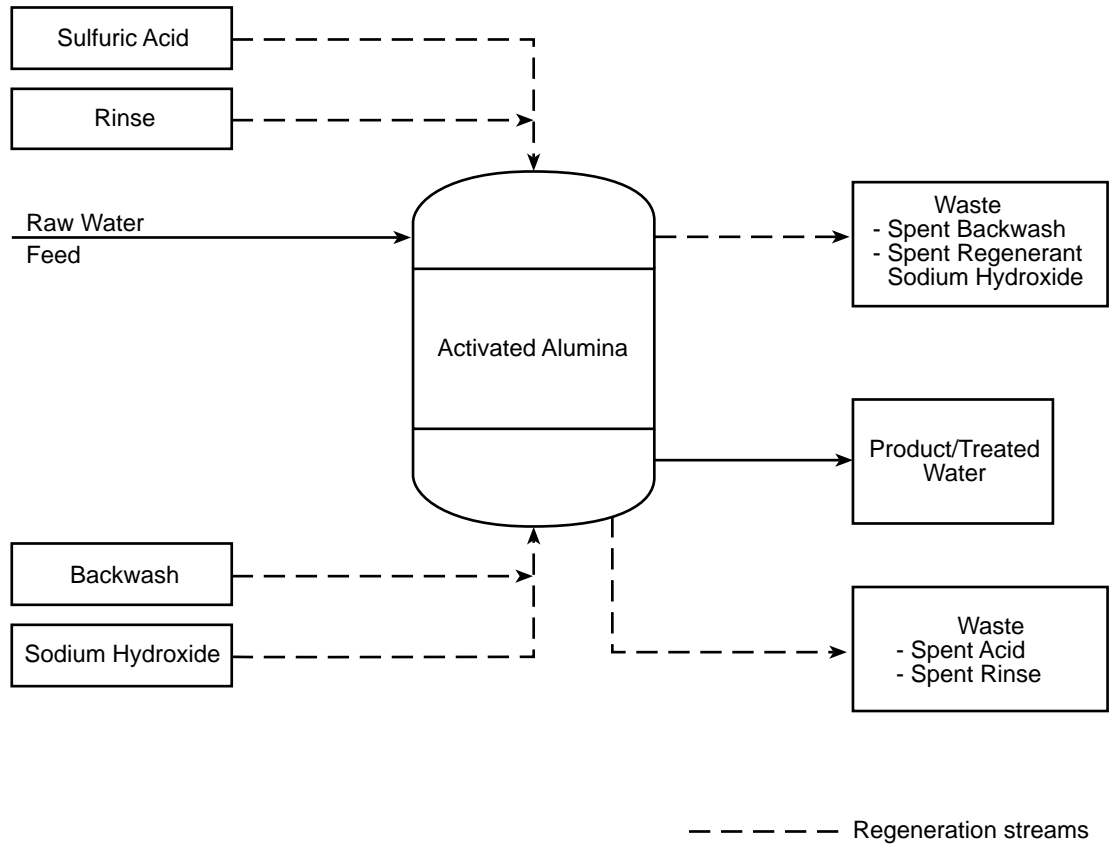 Sulfuric Acid
Rinse
Raw Water
Feed
Waste
- Spent Backwash
- Spent Regenerant
Sodium Hydroxide
Activated Alumina
Product/Treated
Water
Backwash
Sodium Hydroxide
Waste
- Spent Acid
- Spent Rinse
Regeneration streams